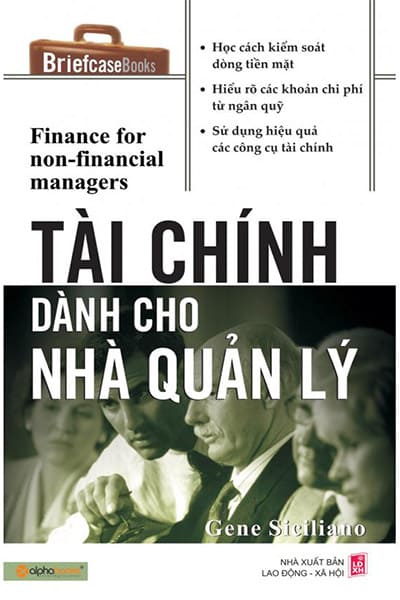 BriefcaseBooks
• Học cách kiểm soát
dòng tiền mặt
• Hiểu rõ các khoản chi phí
từ ngân quỹ
• Sử dụng hiệu quả
các công cụ tài chính
Finance for
non-financial
managers
TÀI CHÍNH
DÀNH CHO
NHÀ QUẢN LÝ
Gene Siciliano
alphabooks
NHÀ XUẤT BẢN
LAO ĐỘNG - XÃ HỘI
LĐ
XH